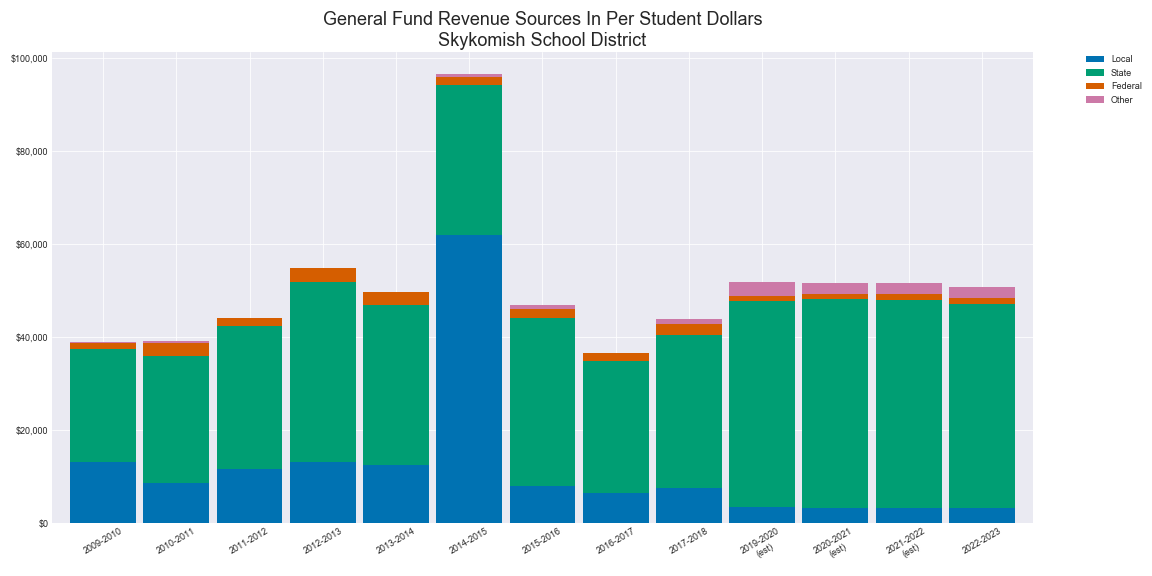 General Fund Revenue Sources In Per Student Dollars
Skykomish School District
Local
State
Federal
Other
$100,000
$80,000
$60,000
$40,000
$20,000
$0
2009-2010
2010-2011
2011-2012
2012-2013
2013-2014
2014-2015
2015-2016
2016-2017
2017-2018
2019-2020
(est)
2020-2021
(est)
2021-2022
(est)
2022-2023